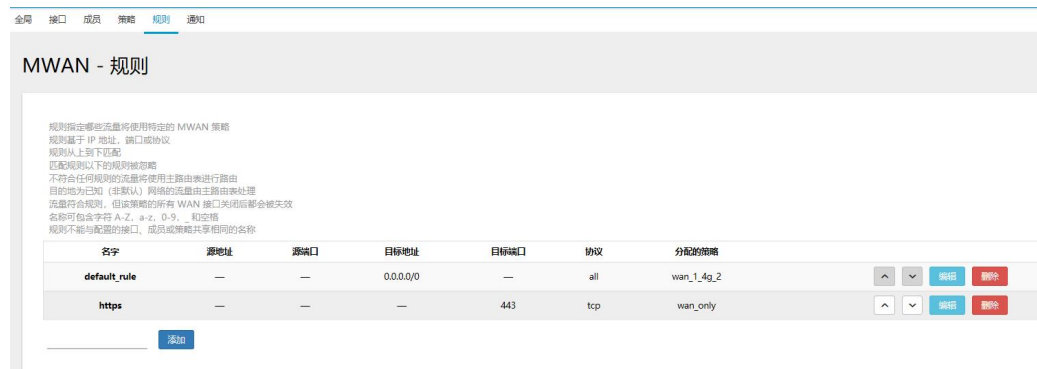 全局 接口 成员 策略 规则 通知
MWAN - 规则
规则指定哪些流量将使用特定的 MWAN 策略
规则基于 IP 地址、端口或协议
规则从上到下匹配
匹配规则以下的规则被忽略
不符合任何规则的流量将使用主路由表进行路由
目的地为已知（非默认）网络的流量由主路由表处理
流量符合规则，但该策略的所有 WAN 接口关闭后都会被失效
名称可包含字符 A-Z、a-z、0-9、_ 和空格
规则不能与配置的接口、成员或策略共享相同的名称
名字 源地址 源端口 目标地址 目标端口 协议 分配的策略
default_rule — — 0.0.0.0/0 — all wan_1_4g_2 编辑 删除
https — — — 443 tcp wan_only 编辑 删除
添加